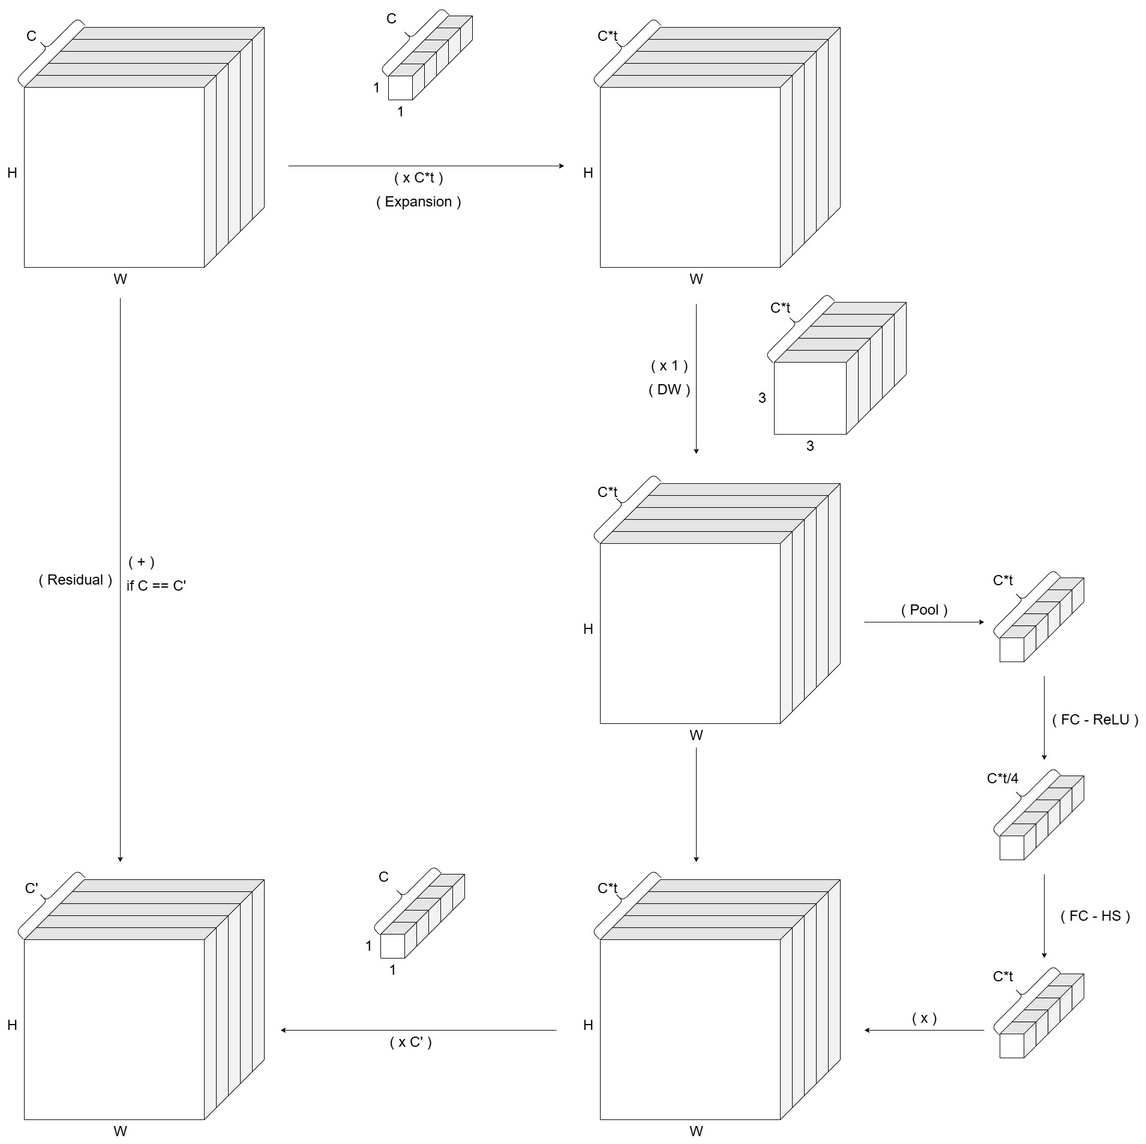 C
C
C*t
H
1
1
H
( x C*t )
( Expansion )
W
W
C*t
( x 1 )
( DW )
3
3
C*t
( + )
( Residual )
if C == C'
C*t
( Pool )
H
( FC - ReLU )
W
C*t/4
C'
C
C*t
( FC - HS )
1
1
C*t
H
( x C' )
H
( x )
W
W